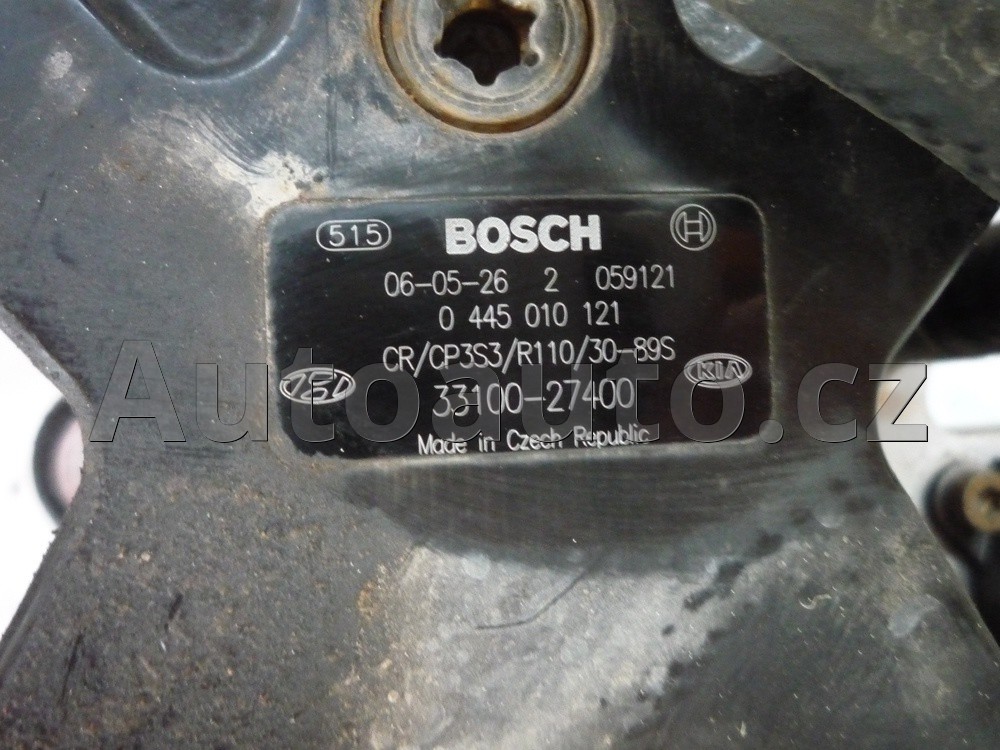 515 BOSCH H
06-05-26 2 059121
0 445 010 121
CR/CP3S3/R110/30-89S
KIA
33100-27400
Made in Czech Republic
Autoauto.cz